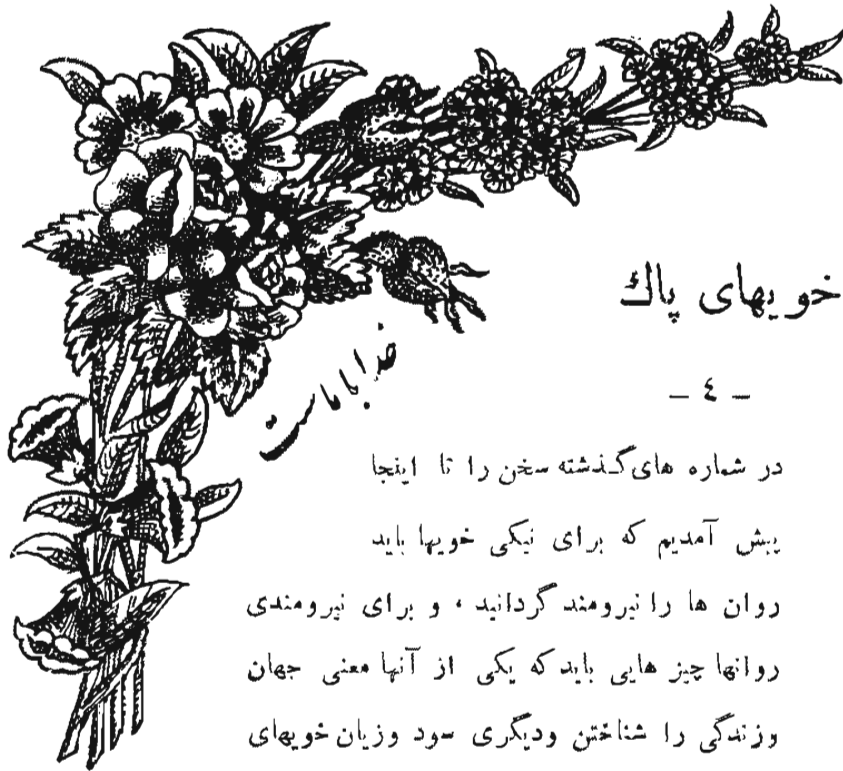 خدا با ماست
خویهای پاك
– ٤ –
در شماره های گذشته سخن را تا اینجا
پیش آمدیم که برای نیکی خویها باید
روان ها را نیرومند گردانید ، و برای نیرومندی
روانها چیز هایی باید که یکی از آنها معنی جهان
وزندگی را شناختن ودیگری سود وزیان خویهای